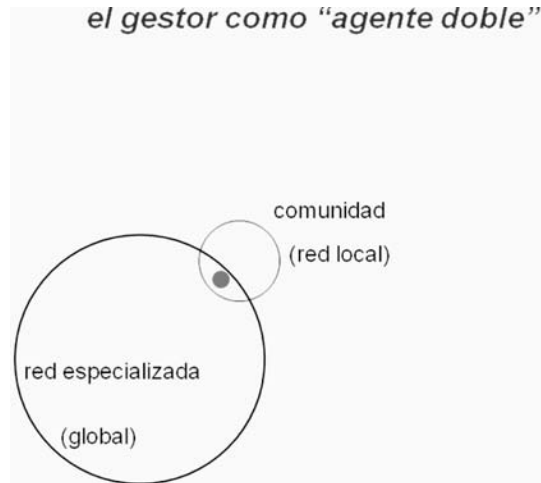 el gestor como “agente doble”
comunidad
(red local)
red especializada
(global)